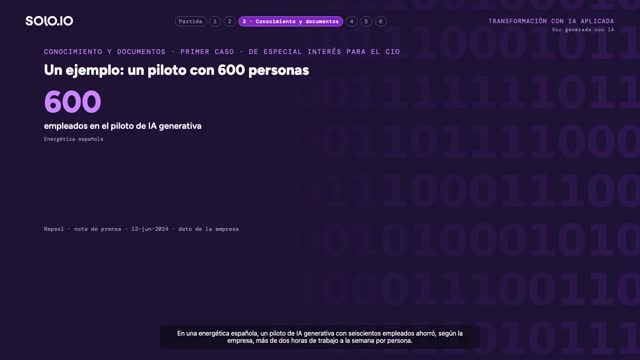 SOLO.IO
Partida 1 2 3 · Conocimiento y documentos 4 5 6
TRANSFORMACIÓN CON IA APLICADA
Voz generada con IA
CONOCIMIENTO Y DOCUMENTOS · PRIMER CASO · DE ESPECIAL INTERÉS PARA EL CIO
Un ejemplo: un piloto con 600 personas
600
empleados en el piloto de IA generativa
Energética española
Repsol · nota de prensa · 13-jun-2024 · dato de la empresa
En una energética española, un piloto de IA generativa con seiscientos empleados ahorró, según la
empresa, más de dos horas de trabajo a la semana por persona.